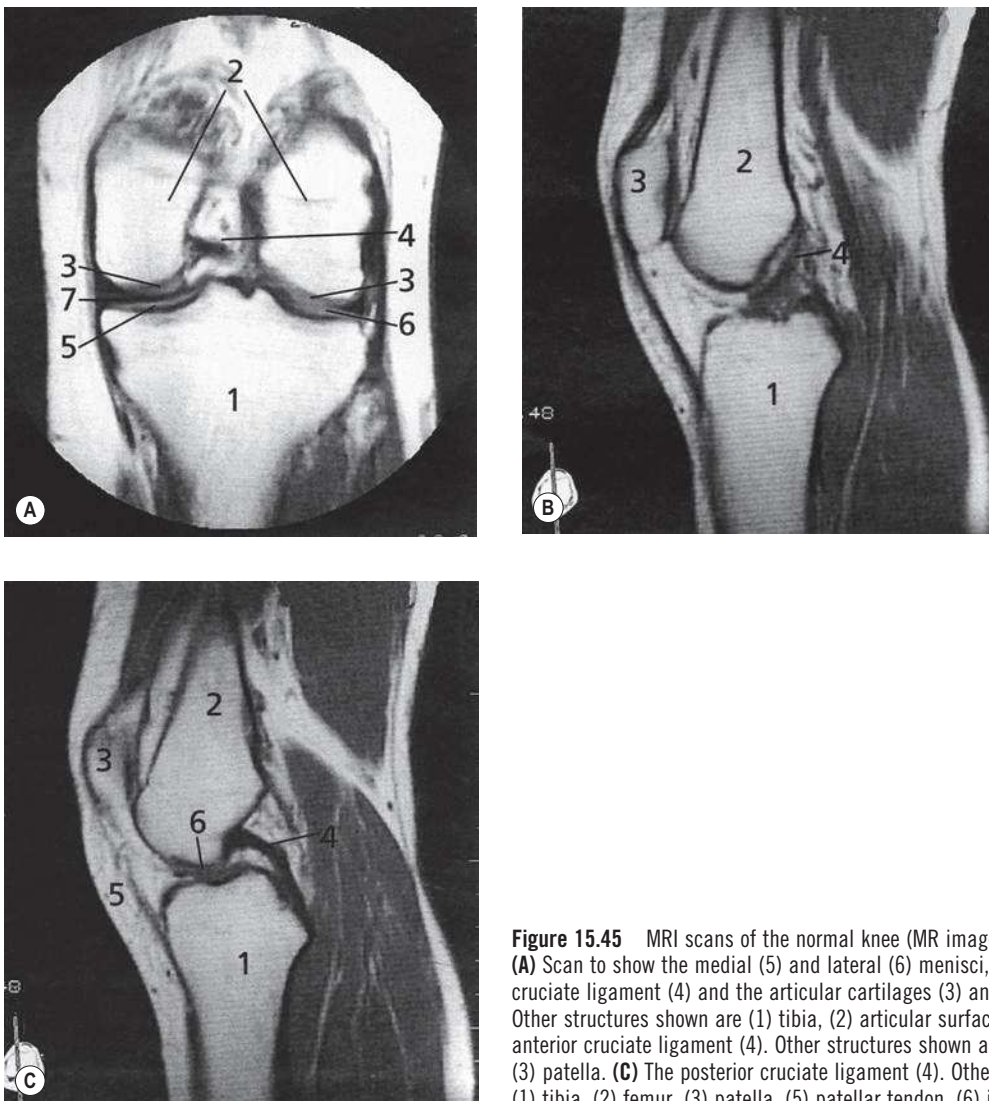 2
4
3
3
7
6
5
1
A
2
3
4
48
1
B
2
3
6
4
5
1
8
C
Figure 15.45 MRI scans of the normal knee (MR imag
(A) Scan to show the medial (5) and lateral (6) menisci,
cruciate ligament (4) and the articular cartilages (3) an
Other structures shown are (1) tibia, (2) articular surfac
anterior cruciate ligament (4). Other structures shown a
(3) patella. (C) The posterior cruciate ligament (4). Othe
(1) tibia, (2) femur, (3) patella, (5) patellar tendon, (6) i